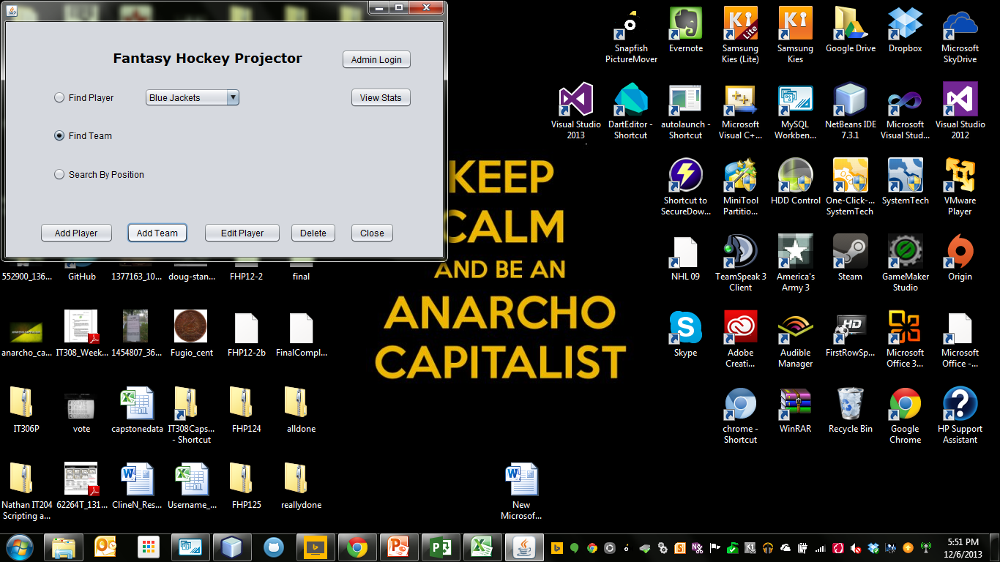 Fantasy Hockey Projector
Admin Login
Find Player
Blue Jackets
View Stats
Find Team
Search By Position
Add Player
Add Team
Edit Player
Delete
Close
Snapfish PictureMover
Evernote
Samsung Kies (Lite)
Samsung Kies
Google Drive
Dropbox
Microsoft SkyDrive
Visual Studio 2013
DartEditor - Shortcut
autolaunch - Shortcut
Microsoft Visual C+...
MySQL Workben...
NetBeans IDE 7.3.1
Microsoft Visual Stud...
Visual Studio 2012
KEEP
CALM
AND BE AN
ANARCHO
CAPITALIST
Shortcut to SecureDow...
MiniTool Partitio...
HDD Control
One-Click-... SystemTech
SystemTech
VMware Player
552900_136...
GitHub
1377163_10...
doug-stan...
FHP12-2
final
NHL 09
TeamSpeak 3 Client
America's Army 3
Steam
GameMaker Studio
Origin
anarcho_ca...
IT308_Week...
1454807_36...
Fugio_cent
FHP12-2b
FinalCompl...
Skype
Adobe Creati...
Audible Manager
FirstRowSp...
Microsoft Office 3...
Microsoft Office - ...
IT306P
vote
capstonedata
IT308Caps... - Shortcut
FHP124
alldone
chrome - Shortcut
WinRAR
Recycle Bin
Google Chrome
HP Support Assistant
Nathan IT204 Scripting a...
62264T_131...
ClineN_Res...
Username_...
FHP125
reallydone
New Microsof...
5:51 PM
12/6/2013